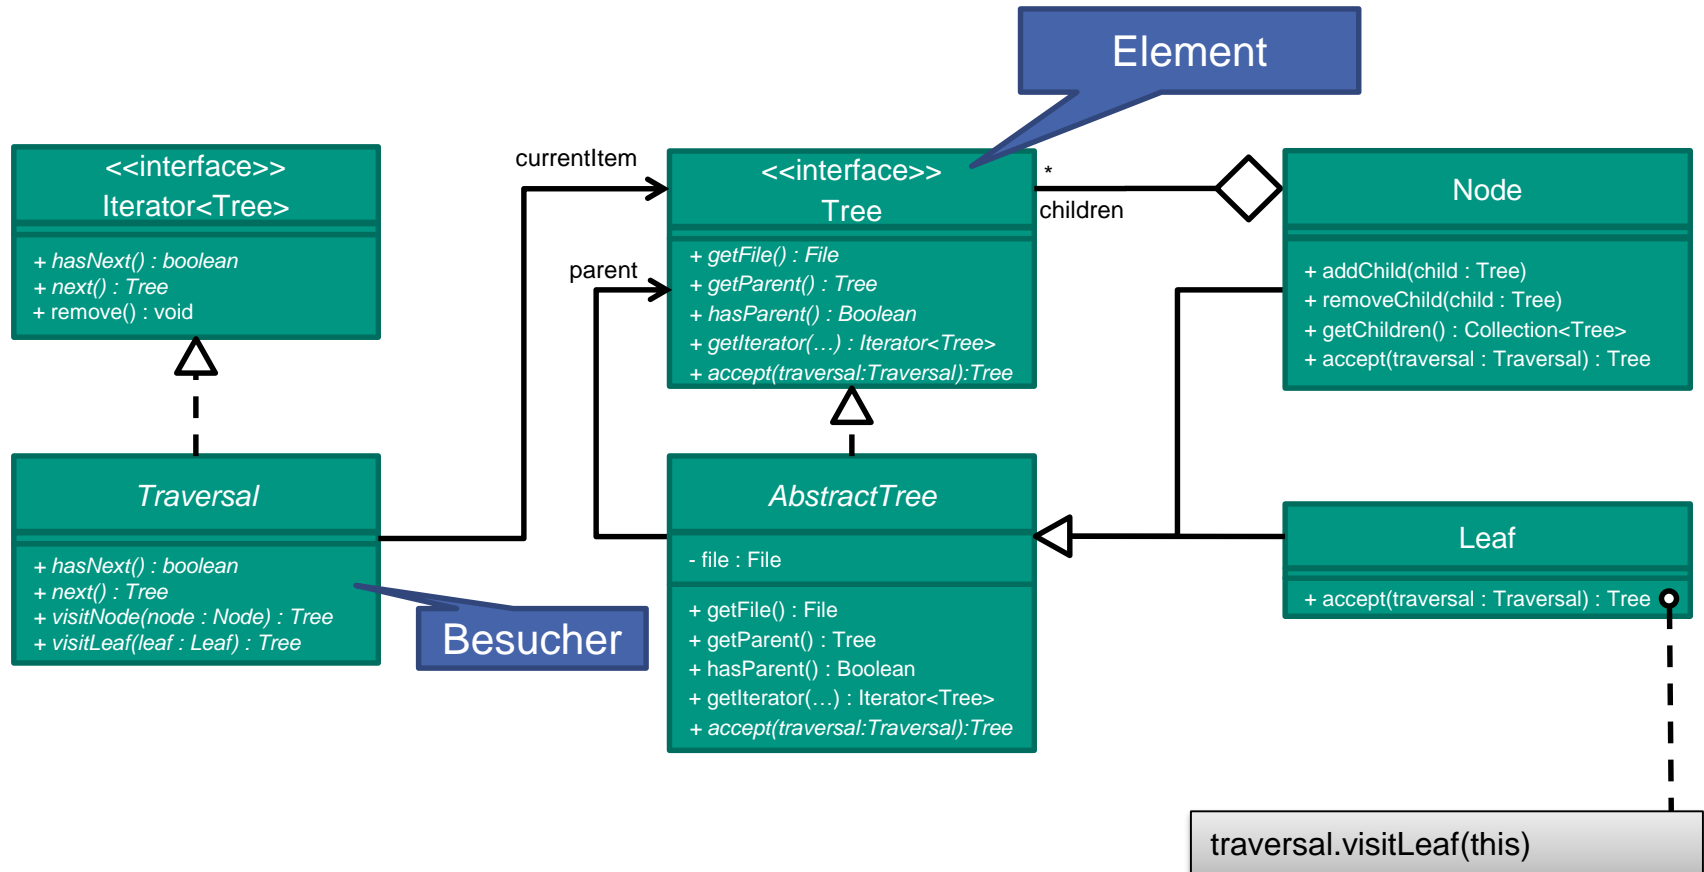 Element
<<interface>>
Iterator<Tree>
+ hasNext() : boolean
+ next() : Tree
+ remove() : void
currentItem
parent
<<interface>>
Tree
+ getFile() : File
+ getParent() : Tree
+ hasParent() : Boolean
+ getIterator(…) : Iterator<Tree>
+ accept(traversal:Traversal):Tree
*
children
Node
+ addChild(child : Tree)
+ removeChild(child : Tree)
+ getChildren() : Collection<Tree>
+ accept(traversal : Traversal) : Tree
Traversal
+ hasNext() : boolean
+ next() : Tree
+ visitNode(node : Node) : Tree
+ visitLeaf(leaf : Leaf) : Tree
Besucher
AbstractTree
- file : File
+ getFile() : File
+ getParent() : Tree
+ hasParent() : Boolean
+ getIterator(…) : Iterator<Tree>
+ accept(traversal:Traversal):Tree
Leaf
+ accept(traversal : Traversal) : Tree
traversal.visitLeaf(this)